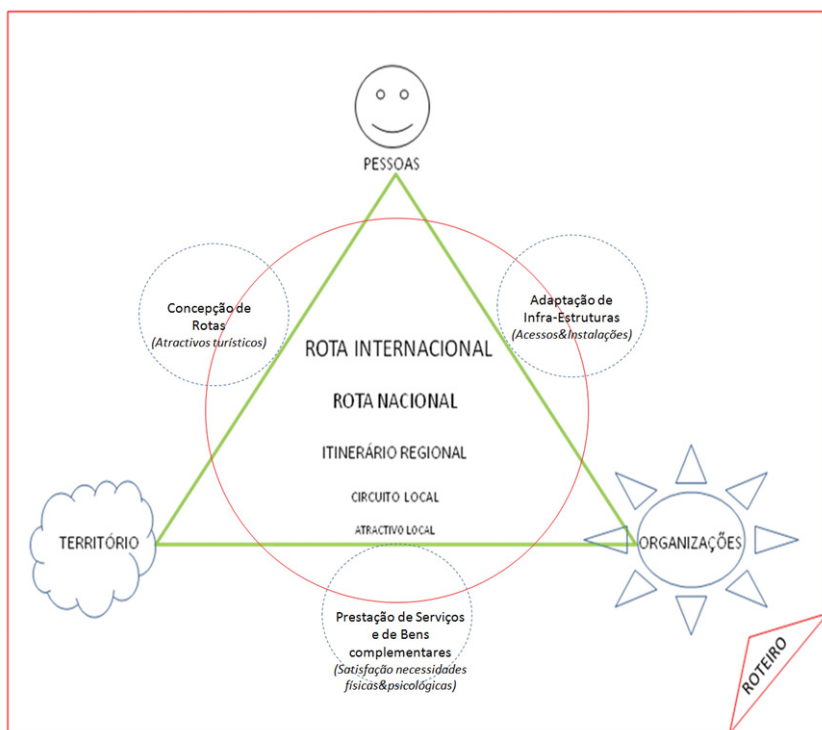 PESSOAS
Concepção de
Rotas
(Atractivos turísticos)
Adaptação de
Infra-Estruturas
(Acessos&Instalações)
ROTA INTERNACIONAL
ROTA NACIONAL
ITINERÁRIO REGIONAL
CIRCUITO LOCAL
ATRACTIVO LOCAL
TERRITÓRIO
ORGANIZAÇÕES
Prestação de Serviços
e de Bens
complementares
(Satisfação necessidades
físicas&psicológicas)
ROTEIRO